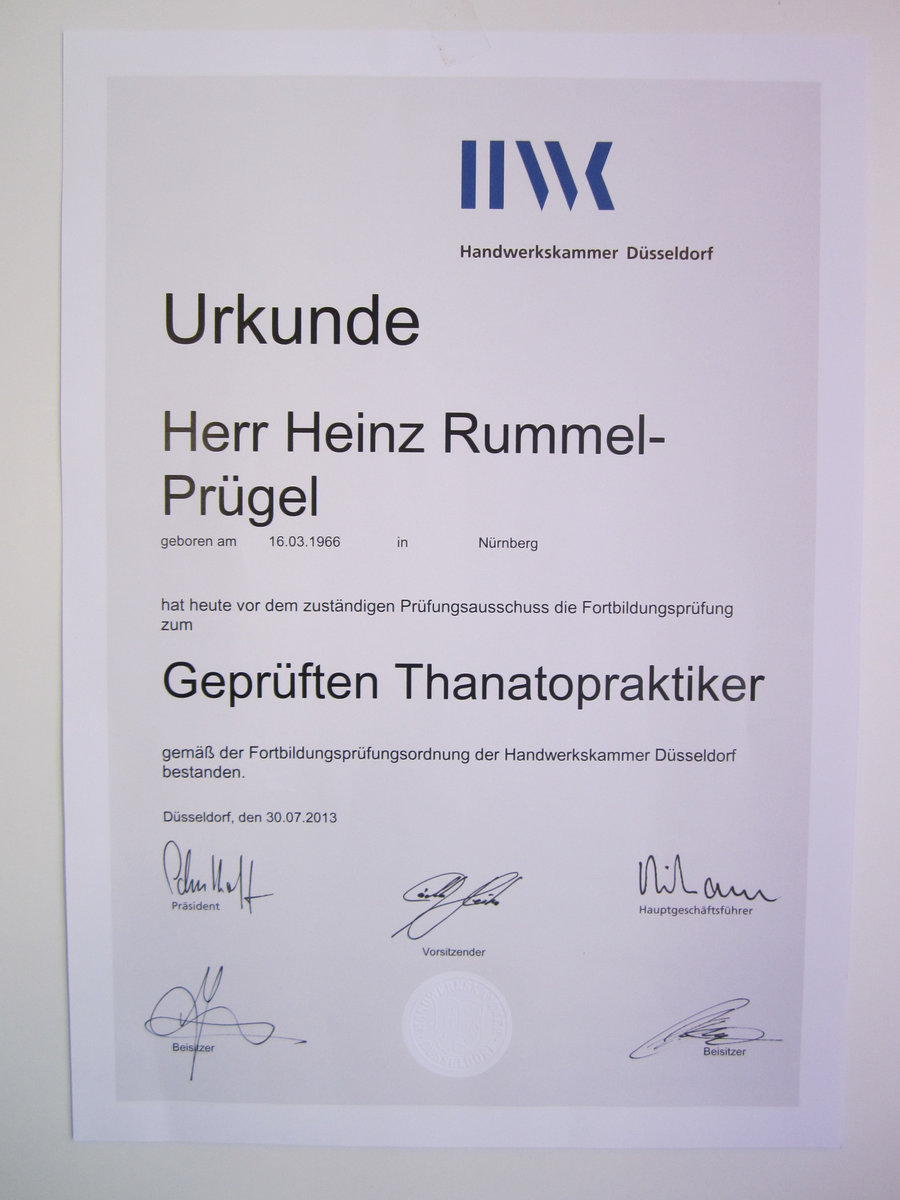 HWK
Handwerkskammer Düsseldorf
Urkunde
Herr Heinz Rummel-
Prügel
geboren am 16.03.1966 in Nürnberg
hat heute vor dem zuständigen Prüfungsausschuss die Fortbildungsprüfung
zum
Geprüften Thanatopraktiker
gemäß der Fortbildungsprüfungsordnung der Handwerkskammer Düsseldorf
bestanden.
Düsseldorf, den 30.07.2013
Präsident
Hauptgeschäftsführer
Vorsitzender
Beisitzer
Beisitzer